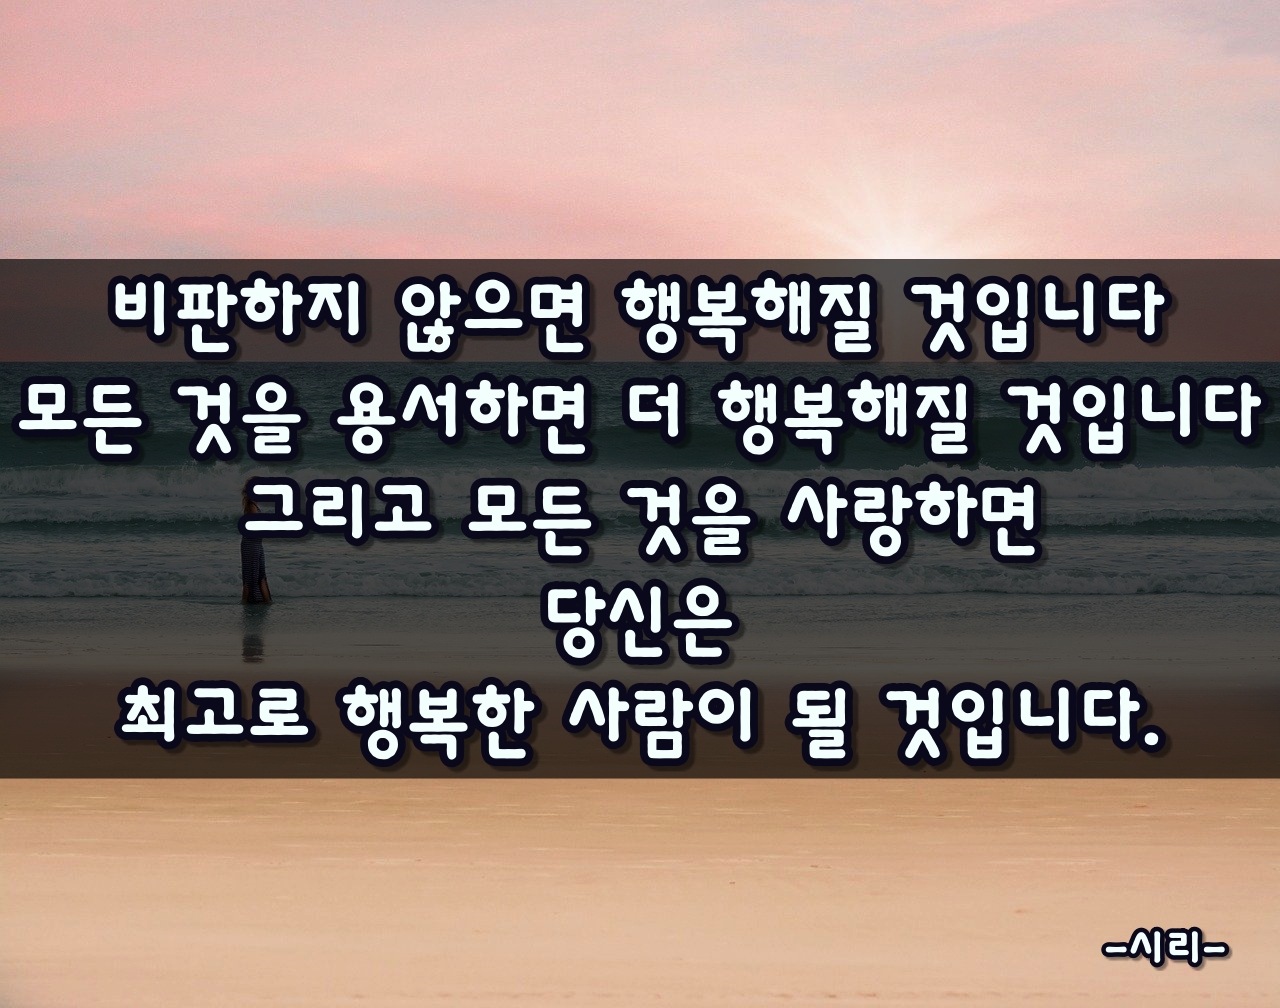 비판하지 않으면 행복해질 것입니다
모든 것을 용서하면 더 행복해질 것입니다
그리고 모든 것을 사랑하면
당신은
최고로 행복한 사람이 될 것입니다.
-시리-